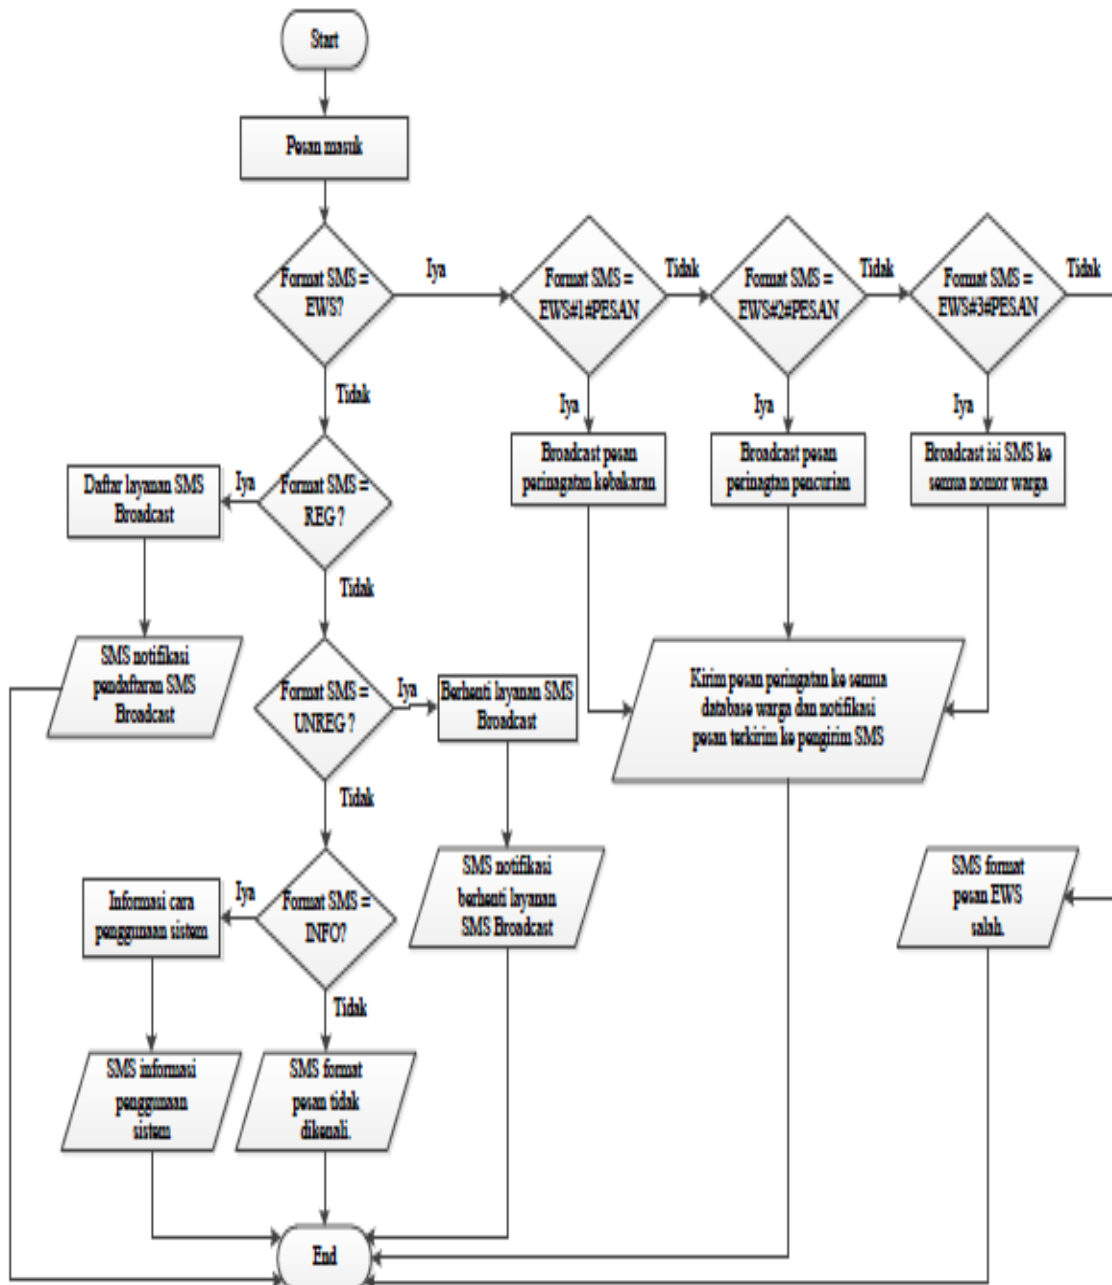 Start
Pesan masuk
Format SMS =
EWS?
Iya
Format SMS =
EWS#1#PESAN
Tidak
Format SMS =
EWS#2#PESAN
Tidak
Format SMS =
EWS#3#PESAN
Tidak
Tidak
Iya
Iya
Iya
Broadcast pesan
perinagatan kebakaran
Broadcast pesan
perinagtan pencurian
Broadcast isi SMS ke
semua nomor warga
Daftar layanan SMS
Broadcast
Iya
Format SMS =
REG ?
Tidak
SMS notifikasi
pendaftaran SMS
Broadcast
Format SMS =
UNREG ?
Iya
Berhenti layanan SMS
Broadcast
Kirim pesan peringatan ke semua
database warga dan notifikasi
pesan terkirim ke pengirim SMS
Tidak
Informasi cara
penggunaan sistem
Iya
Format SMS =
INFO?
SMS notifikasi
berhenti layanan
SMS Broadcast
SMS format
pesan EWS
salah.
Tidak
SMS informasi
penggunaan
sistem
SMS format
pesan tidak
dikenali.
End